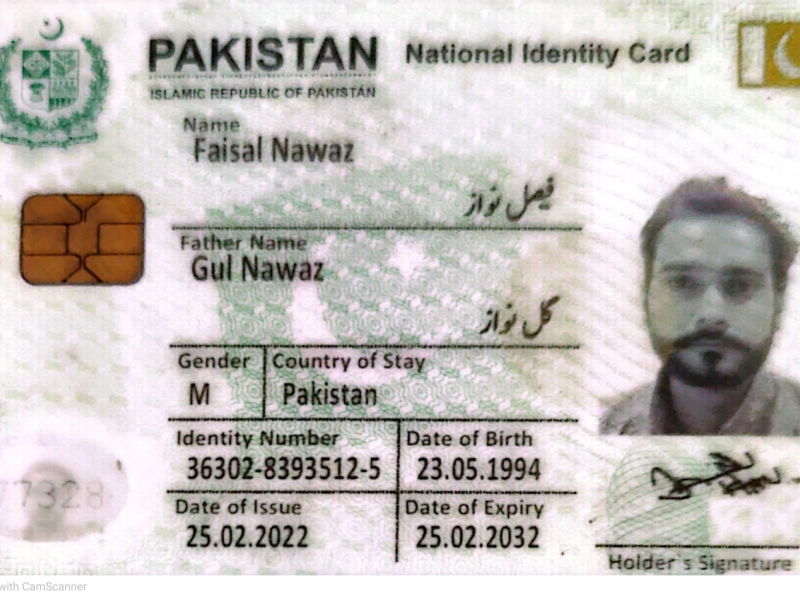 PAKISTAN National Identity Card
ISLAMIC REPUBLIC OF PAKISTAN
Name
Faisal Nawaz
فیصل نواز
Father Name
Gul Nawaz
گل نواز
Gender Country of Stay
M Pakistan
Identity Number Date of Birth
36302-8393512-5 23.05.1994
77328
Date of Issue Date of Expiry
25.02.2022 25.02.2032
Holder's Signature
with CamScanner